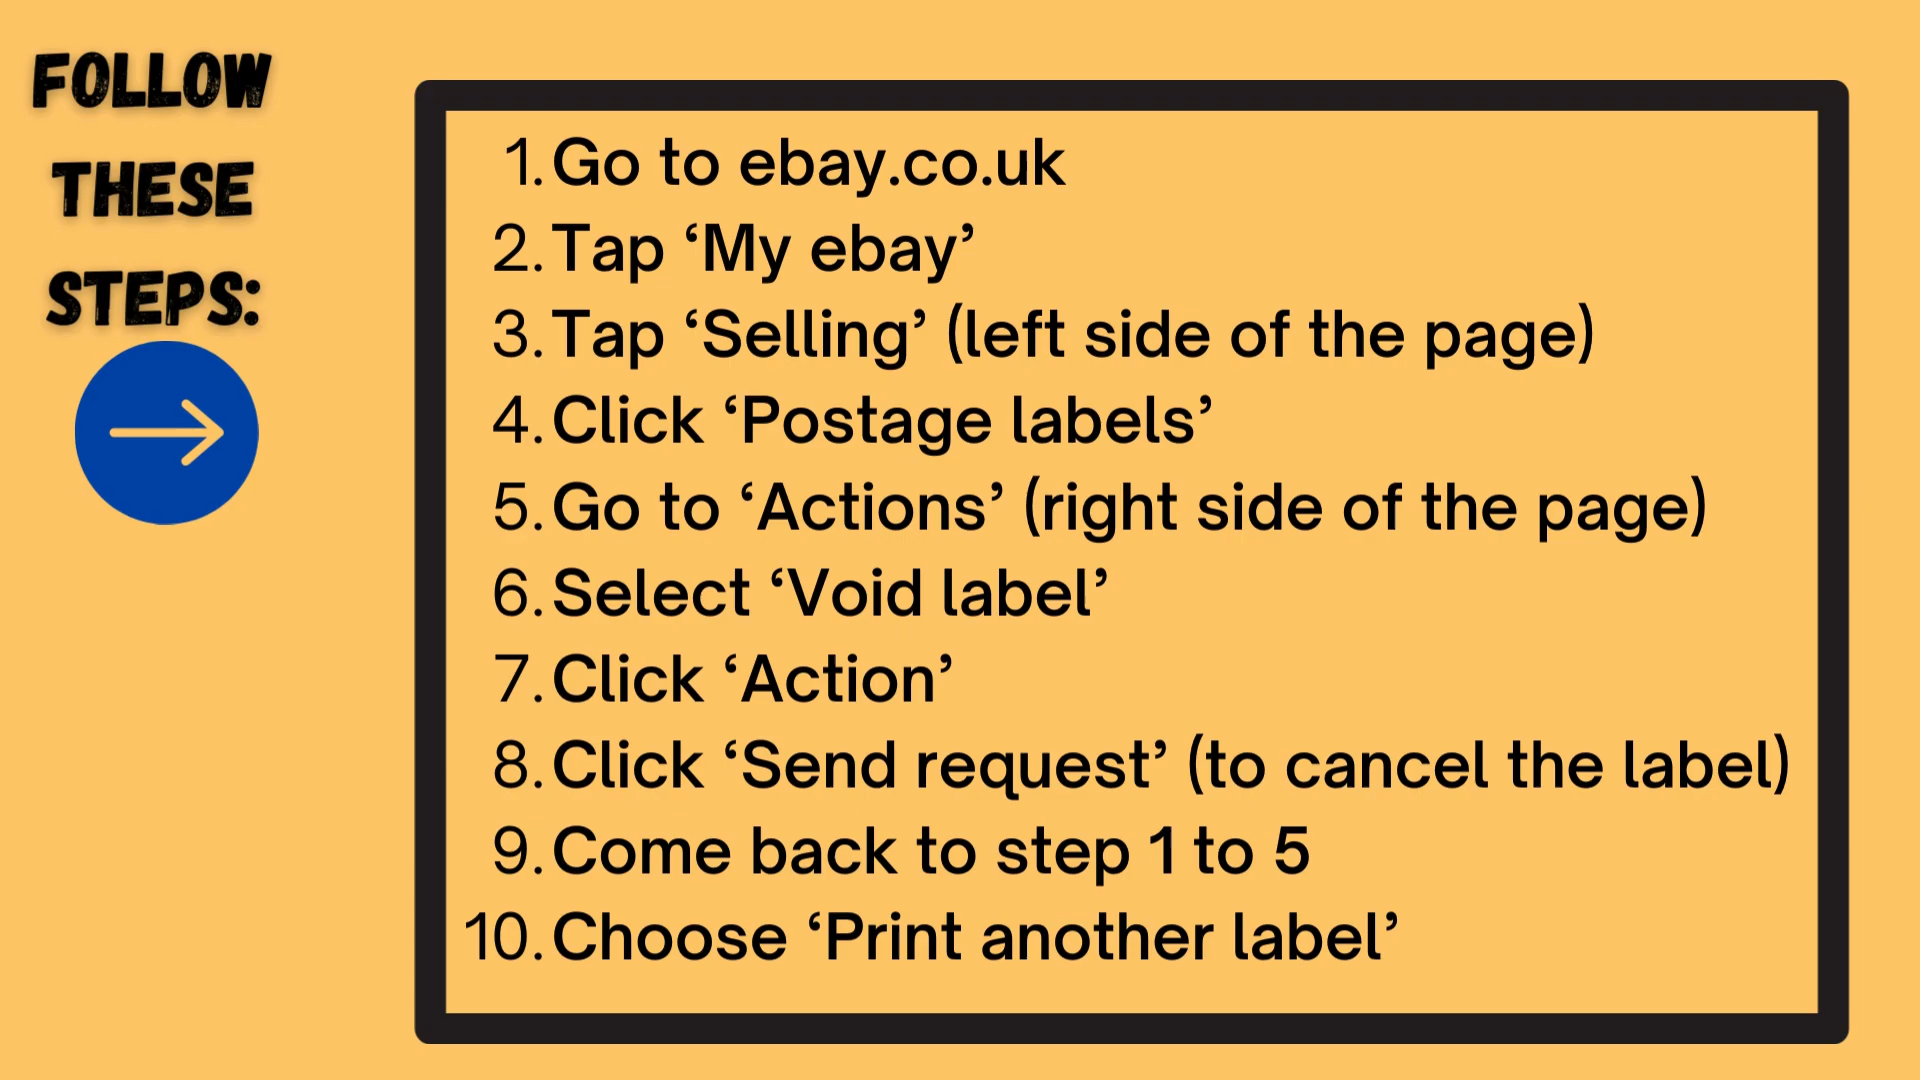 FOLLOW
THESE
STEPS:
1. Go to ebay.co.uk
2. Tap ‘My ebay’
3. Tap ‘Selling’ (left side of the page)
4. Click ‘Postage labels’
5. Go to ‘Actions’ (right side of the page)
6. Select ‘Void label’
7. Click ‘Action’
8. Click ‘Send request’ (to cancel the label)
9. Come back to step 1 to 5
10. Choose ‘Print another label’